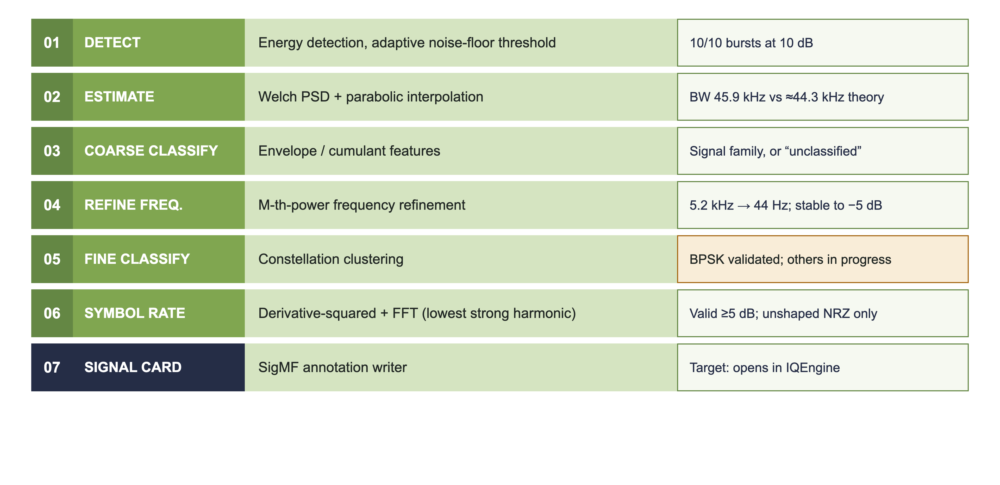 01 DETECT Energy detection, adaptive noise-floor threshold 10/10 bursts at 10 dB
02 ESTIMATE Welch PSD + parabolic interpolation BW 45.9 kHz vs ≈44.3 kHz theory
03 COARSE CLASSIFY Envelope / cumulant features Signal family, or “unclassified”
04 REFINE FREQ. M-th-power frequency refinement 5.2 kHz → 44 Hz; stable to −5 dB
05 FINE CLASSIFY Constellation clustering BPSK validated; others in progress
06 SYMBOL RATE Derivative-squared + FFT (lowest strong harmonic) Valid ≥5 dB; unshaped NRZ only
07 SIGNAL CARD SigMF annotation writer Target: opens in IQEngine